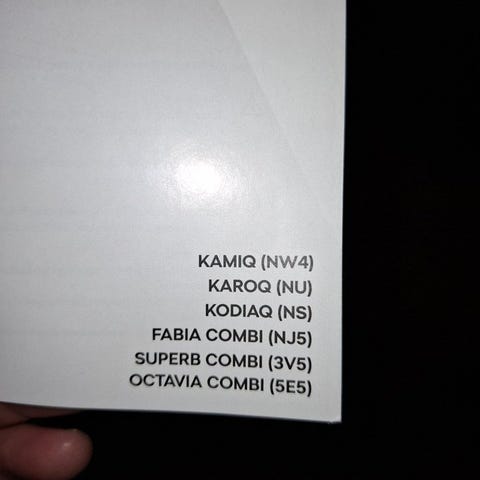 KAMIQ (NW4)
KAROQ (NU)
KODIAQ (NS)
FABIA COMBI (NJ5)
SUPERB COMBI (3V5)
OCTAVIA COMBI (5E5)